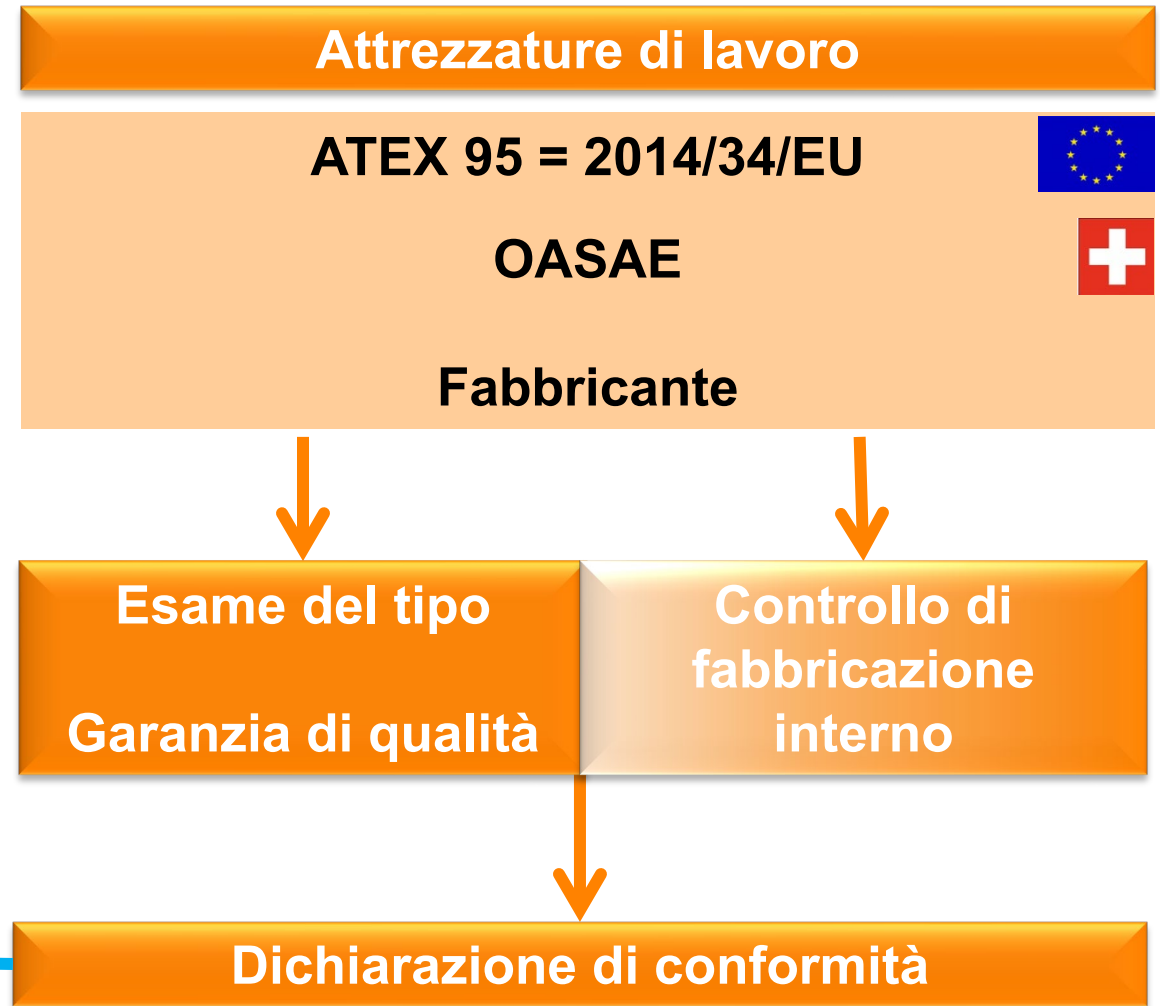 Attrezzature di lavoro
ATEX 95 = 2014/34/EU
OASAE
Fabbricante
Esame del tipo
Garanzia di qualità
Controllo di
fabbricazione
interno
Dichiarazione di conformità